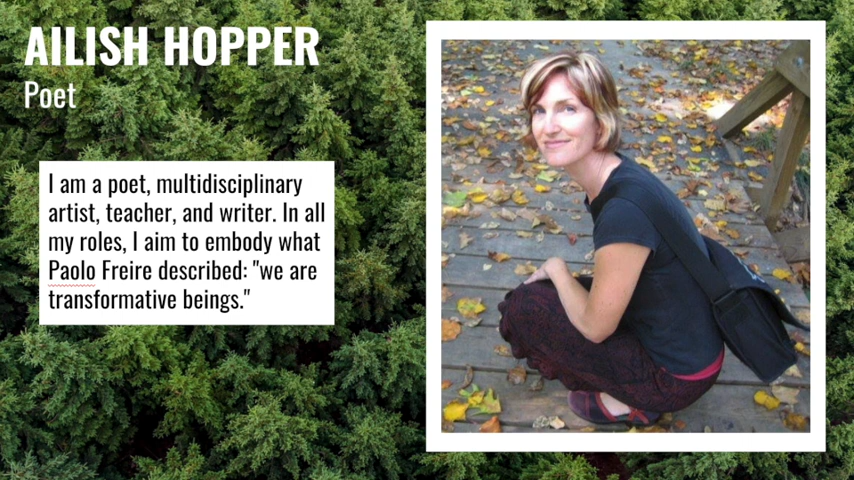 AILISH HOPPER
Poet
I am a poet, multidisciplinary
artist, teacher, and writer. In all
my roles, I aim to embody what
Paolo Freire described: "we are
transformative beings."